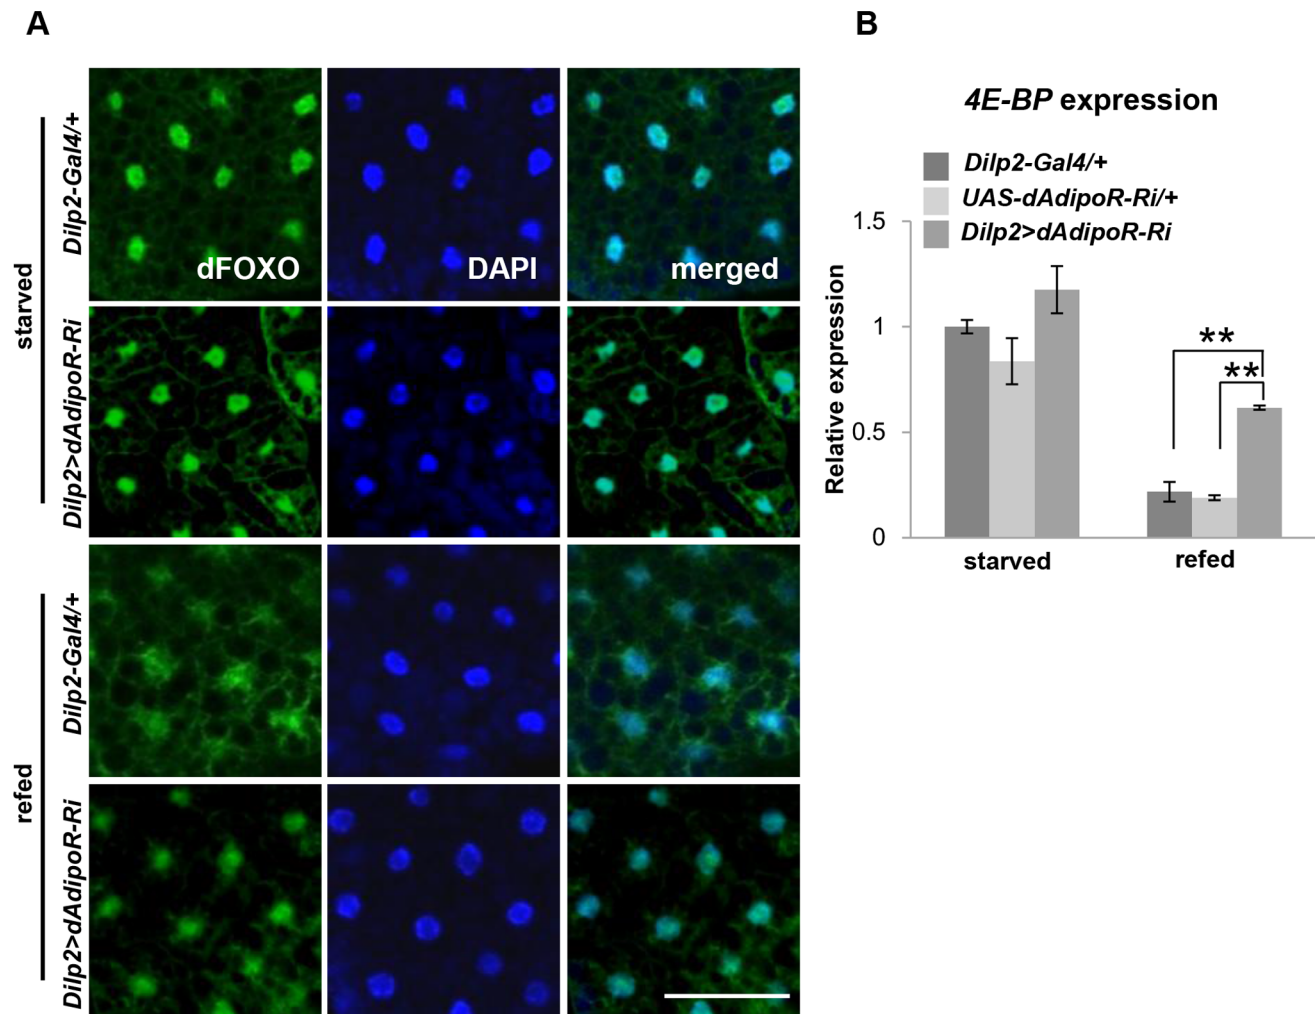 A
starved
Dilp2-Gal4/+
dFOXO
DAPI
merged
Dilp2>dAdipoR-Ri
refed
Dilp2-Gal4/+
Dilp2>dAdipoR-Ri
B
4E-BP expression
Dilp2-Gal4/+
UAS-dAdipoR-Ri/+
Dilp2>dAdipoR-Ri
Relative expression
1.5
1
0.5
0
**
**
starved
refed